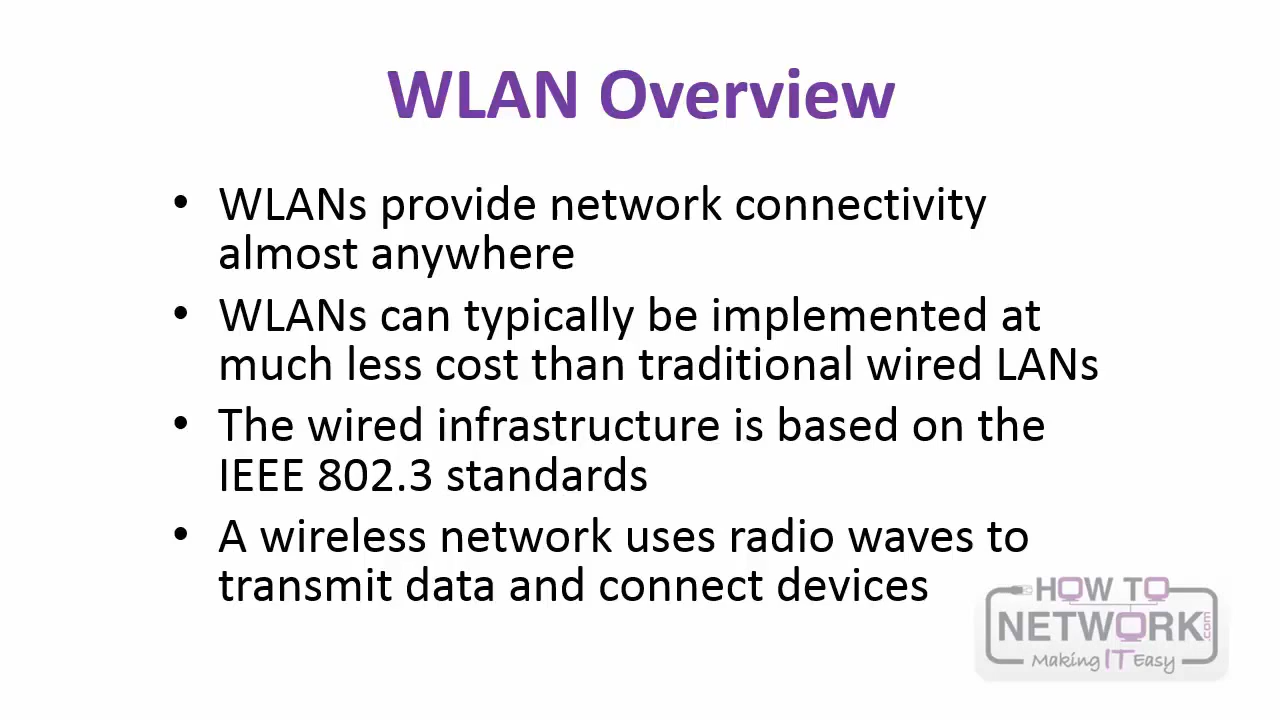 WLAN Overview
• WLANs provide network connectivity
almost anywhere
• WLANs can typically be implemented at
much less cost than traditional wired LANs
• The wired infrastructure is based on the
IEEE 802.3 standards
• A wireless network uses radio waves to
transmit data and connect devices
HOW TO
NETWORK.com
Making IT Easy